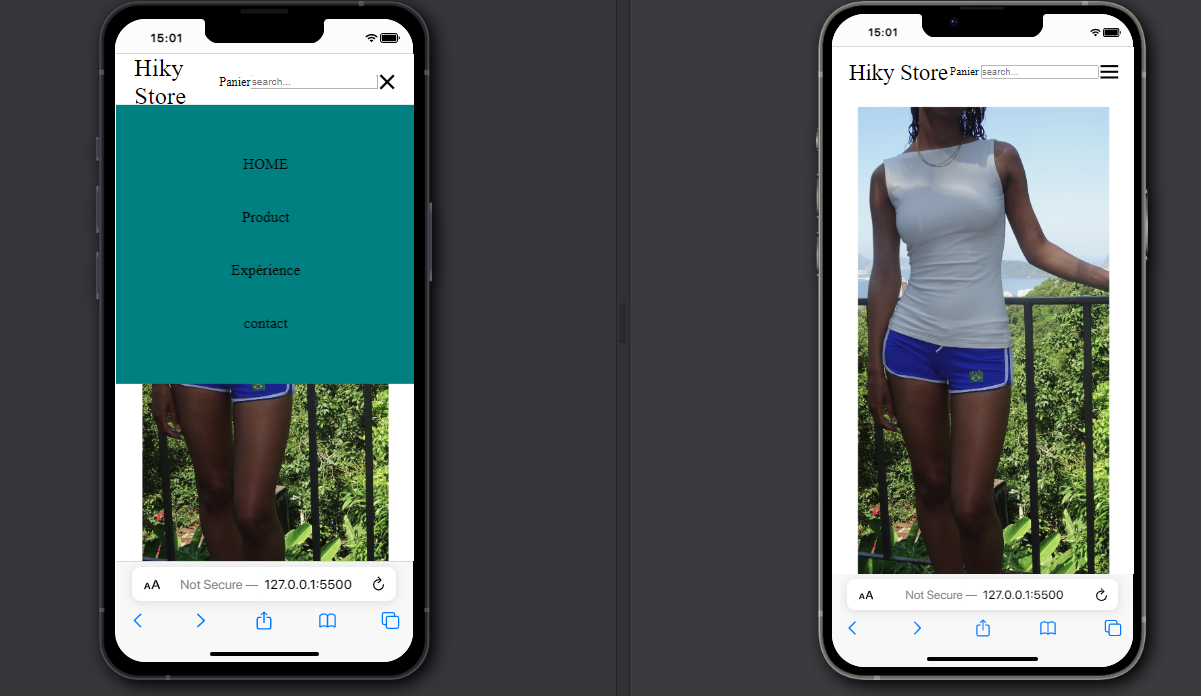 15:01
Hiky
Store
Panier
search...
HOME
Product
Expérience
contact
AA
Not Secure — 127.0.0.1:5500
15:01
Hiky Store
Panier
search...
AA
Not Secure — 127.0.0.1:5500